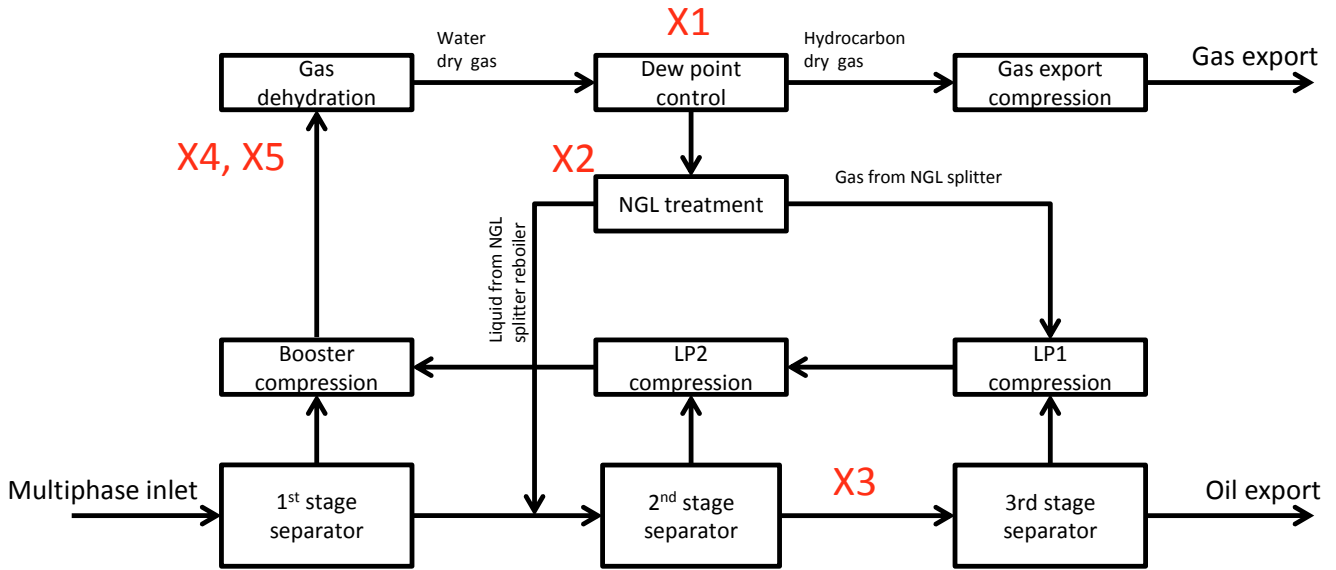 X1
Water
dry gas
Hydrocarbon
dry gas
Gas export
Gas
dehydration
Dew point
control
Gas export
compression
X4, X5
X2
Gas from NGL splitter
NGL treatment
Liquid from NGL
splitter reboiler
Booster
compression
LP2
compression
LP1
compression
Multiphase inlet
1st stage
separator
2nd stage
separator
X3
3rd stage
separator
Oil export